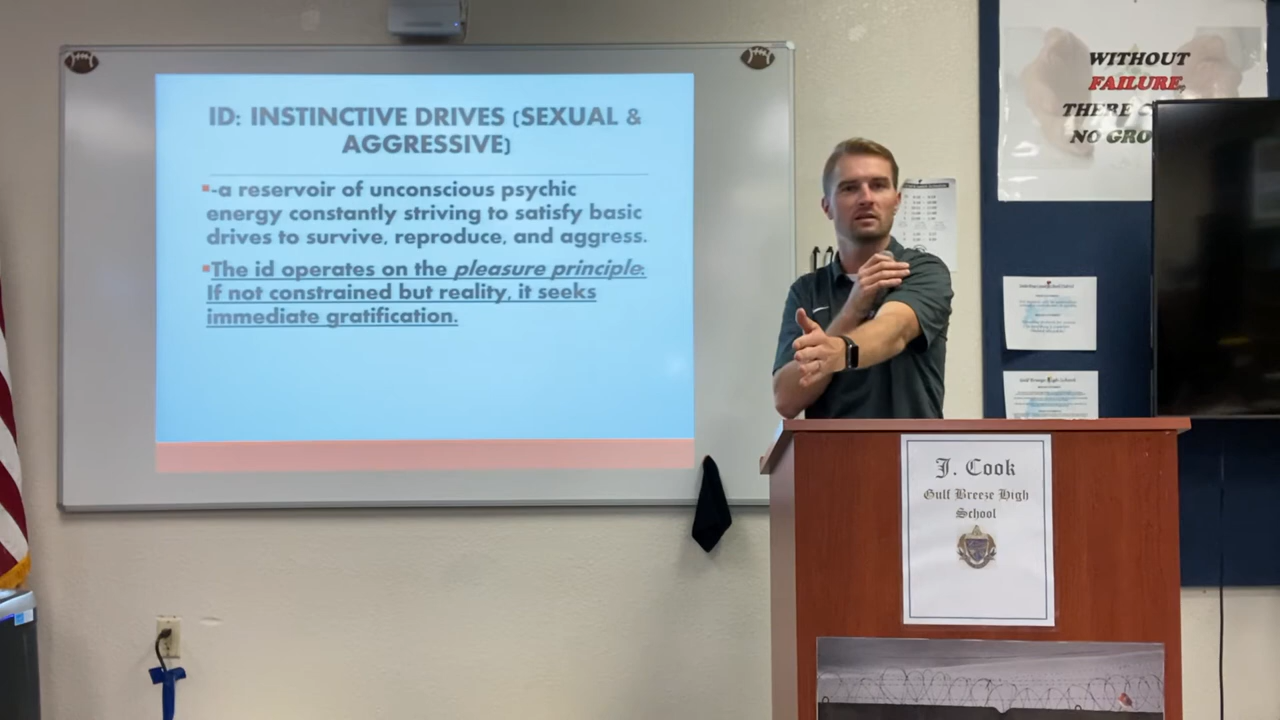 ID: INSTINCTIVE DRIVES (SEXUAL &
AGGRESSIVE)
-a reservoir of unconscious psychic
energy constantly striving to satisfy basic
drives to survive, reproduce, and aggress.
The id operates on the pleasure principle:
If not constrained but reality, it seeks
immediate gratification.
WITHOUT
FAILURE,
THERE
NO
J. Cook
Gulf Breeze High
School